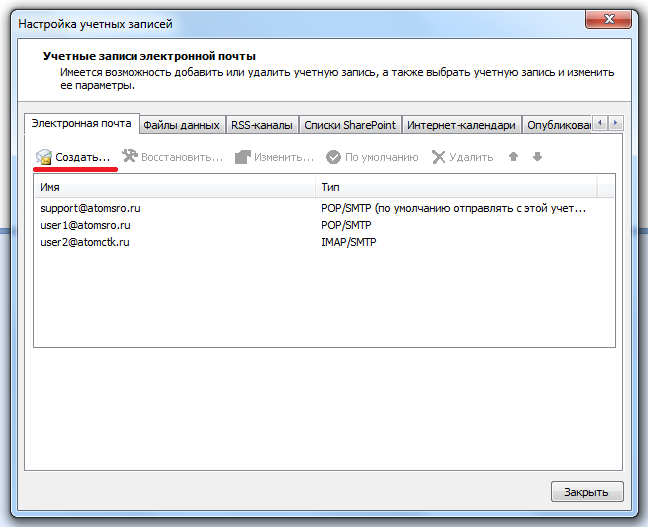 Настройка учетных записей
Учетные записи электронной почты
Имеется возможность добавить или удалить учетную запись, а также выбрать учетную запись и изменить
ее параметры.
Электронная почта Файлы данных RSS-каналы Списки SharePoint Интернет-календари Опубликован
Создать... Восстановить... Изменить... По умолчанию Удалить
Имя Тип
support@atomsro.ru POP/SMTP (по умолчанию отправлять с этой учет...
user1@atomsro.ru POP/SMTP
user2@atomctk.ru IMAP/SMTP
Закрыть